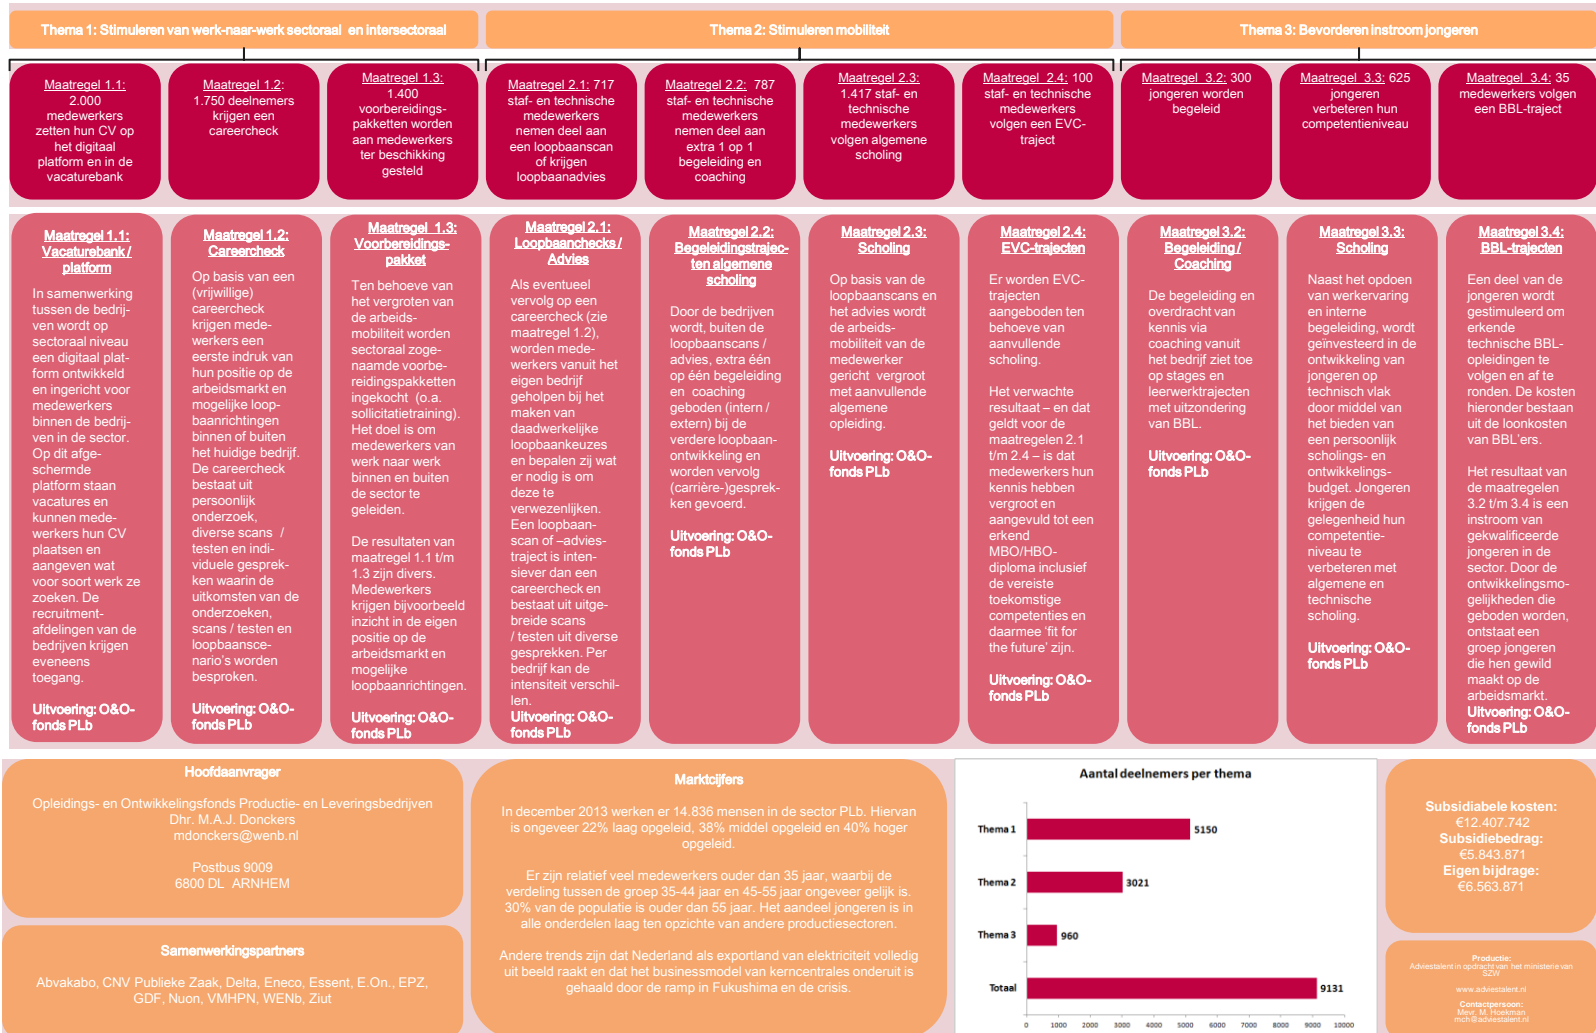 Thema 1: Stimuleren van werk-naar-werk sectoraal en intersectoraal
Thema 2: Stimuleren mobiliteit
Thema 3: Bevorderen instroom jongeren
Maatregel 1.1:
2.000
medewerkers
zetten hun CV op
het digitaal
platform en in de
vacaturebank
Maatregel 1.2:
1.750 deelnemers
krijgen een
careercheck
Maatregel 1.3:
1.400
voorbereidings-
pakketten worden
aan medewerkers
ter beschikking
gesteld
Maatregel 2.1: 717
staf- en technische
medewerkers
nemen deel aan
een loopbaanscan
of krijgen
loopbaanadvies
Maatregel 2.2: 787
staf- en technische
medewerkers
nemen deel aan
extra 1 op 1
begeleiding en
coaching
Maatregel 2.3:
1.417 staf- en
technische
medewerkers
volgen algemene
scholing
Maatregel 2.4: 100
staf- en technische
medewerkers
volgen een EVC-
traject
Maatregel 3.2: 300
jongeren worden
begeleid
Maatregel 3.3: 625
jongeren
verbeteren hun
competentieniveau
Maatregel 3.4: 35
medewerkers volgen
een BBL-traject
Maatregel 1.1:
Vacaturebank /
platform
In samenwerking
tussen de bedrij-
ven wordt op
sectoraal niveau
een digitaal plat-
form ontwikkeld
en ingericht voor
medewerkers
binnen de bedrij-
ven in de sector.
Op dit afge-
schermde
platform staan
vacatures en
kunnen mede-
werkers hun CV
plaatsen en
aangeven wat
voor soort werk ze
zoeken. De
recruitment-
afdelingen van de
bedrijven krijgen
eveneens
toegang.
Uitvoering: O&O-
fonds PLb
Maatregel 1.2:
Careercheck
Op basis van een
(vrijwillige)
careercheck
krijgen mede-
werkers een
eerste indruk van
hun positie op de
arbeidsmarkt en
mogelijke loop-
baanrichtingen
binnen of buiten
het huidige bedrijf.
De careercheck
bestaat uit
persoonlijk
onderzoek,
diverse scans /
testen en indi-
viduele gesprek-
ken waarin de
uitkomsten van de
onderzoeken,
scans / testen en
loopbaansce-
nario's worden
besproken.
Uitvoering: O&O-
fonds PLb
Maatregel 1.3:
Voorbereidings-
pakket
Ten behoeve van
het vergroten van
de arbeids-
mobiliteit worden
sectoraal zoge-
naamde voorbe-
reidingspakketten
ingekocht (o.a.
sollicitatietraining).
Het doel is om
medewerkers van
werk naar werk
binnen en buiten
de sector te
geleiden.
De resultaten van
maatregel 1.1 t/m
1.3 zijn divers.
Medewerkers
krijgen bijvoorbeeld
inzicht in de eigen
positie op de
arbeidsmarkt en
mogelijke
loopbaanrichtingen.
Uitvoering: O&O-
fonds PLb
Maatregel 2.1:
Loopbaanchecks /
Advies
Als eventueel
vervolg op een
careercheck (zie
maatregel 1.2),
worden mede-
werkers vanuit het
eigen bedrijf
geholpen bij het
maken van
daadwerkelijke
loopbaankeuzes
en bepalen zij wat
er nodig is om
deze te
verwezenlijken.
Een loopbaan-
scan of –advies-
traject is inten-
siever dan een
careercheck en
bestaat uit uitge-
breide scans
/ testen uit diverse
gesprekken. Per
bedrijf kan de
intensiteit verschil-
len.
Uitvoering: O&O-
fonds PLb
Maatregel 2.2:
Begeleidingstrajec-
ten algemene
scholing
Door de bedrijven
wordt, buiten de
loopbaanscans /
advies, extra één
op één begeleiding
en coaching
geboden (intern /
extern) bij de
verdere loopbaan-
ontwikkeling en
worden vervolg
(carrière-)gesprek-
ken gevoerd.
Uitvoering: O&O-
fonds PLb
Maatregel 2.3:
Scholing
Op basis van de
loopbaanscans en
het advies wordt
de arbeids-
mobiliteit van de
medewerker
gericht vergroot
met aanvullende
algemene
opleiding.
Uitvoering: O&O-
fonds PLb
Maatregel 2.4:
EVC-trajecten
Er worden EVC-
trajecten
aangeboden ten
behoeve van
aanvullende
scholing.
Het verwachte
resultaat – en dat
geldt voor de
maatregelen 2.1
t/m 2.4 – is dat
medewerkers hun
kennis hebben
vergroot en
aangevuld tot een
erkend
MBO/HBO-
diploma inclusief
de vereiste
toekomstige
competenties en
daarmee 'fit for
the future' zijn.
Uitvoering: O&O-
fonds PLb
Maatregel 3.2:
Begeleiding /
Coaching
De begeleiding en
overdracht van
kennis via
coaching vanuit
het bedrijf ziet toe
op stages en
leerwerktrajecten
met uitzondering
van BBL.
Uitvoering: O&O-
fonds PLb
Maatregel 3.3:
Scholing
Naast het opdoen
van werkervaring
en interne
begeleiding, wordt
geïnvesteerd in de
ontwikkeling van
jongeren op
technisch vlak
door middel van
het bieden van
een persoonlijk
scholings- en
ontwikkelings-
budget. Jongeren
krijgen de
gelegenheid hun
competentie-
niveau te
verbeteren met
algemene en
technische
scholing.
Uitvoering: O&O-
fonds PLb
Maatregel 3.4:
BBL-trajecten
Een deel van de
jongeren wordt
gestimuleerd om
erkende
technische BBL-
opleidingen te
volgen en af te
ronden. De kosten
hieronder bestaan
uit de loonkosten
van BBL'ers.
Het resultaat van
de maatregelen
3.2 t/m 3.4 is een
instroom van
gekwalificeerde
jongeren in de
sector. Door de
ontwikkelingsmo-
gelijkheden die
geboden worden,
ontstaat een
groep jongeren
die hen gewild
maakt op de
arbeidsmarkt.
Uitvoering: O&O-
fonds PLb
Hoofdaanvrager
Opleidings- en Ontwikkelingsfonds Productie- en Leveringsbedrijven
Dhr. M.A.J. Donckers
mdonckers@wenb.nl
Postbus 9009
6800 DL ARNHEM
Samenwerkingspartners
Abvakabo, CNV Publieke Zaak, Delta, Eneco, Essent, E.On., EPZ,
GDF, Nuon, VMHPN, WENb, Ziut
Marktcijfers
In december 2013 werken er 14.836 mensen in de sector PLb. Hiervan
is ongeveer 22% laag opgeleid, 38% middel opgeleid en 40% hoger
opgeleid.
Er zijn relatief veel medewerkers ouder dan 35 jaar, waarbij de
verdeling tussen de groep 35-44 jaar en 45-55 jaar ongeveer gelijk is.
30% van de populatie is ouder dan 55 jaar. Het aandeel jongeren is in
alle onderdelen laag ten opzichte van andere productiesectoren.
Andere trends zijn dat Nederland als exportland van elektriciteit volledig
uit beeld raakt en dat het businessmodel van kerncentrales onderuit is
gehaald door de ramp in Fukushima en de crisis.
Aantal deelnemers per thema
Thema 1
5150
Thema 2
3021
Thema 3
960
Totaal
9131
0 1000 2000 3000 4000 5000 6000 7000 8000 9000 10000
Subsidiabele kosten:
€12.407.742
Subsidiebedrag:
€5.843.871
Eigen bijdrage:
€6.563.871
Productie:
Adviestalent in opdracht van het ministerie van
SZW
www.adviestalent.nl
Contactpersoon:
Mevr. M. Hoekman
mch@adviestalent.nl